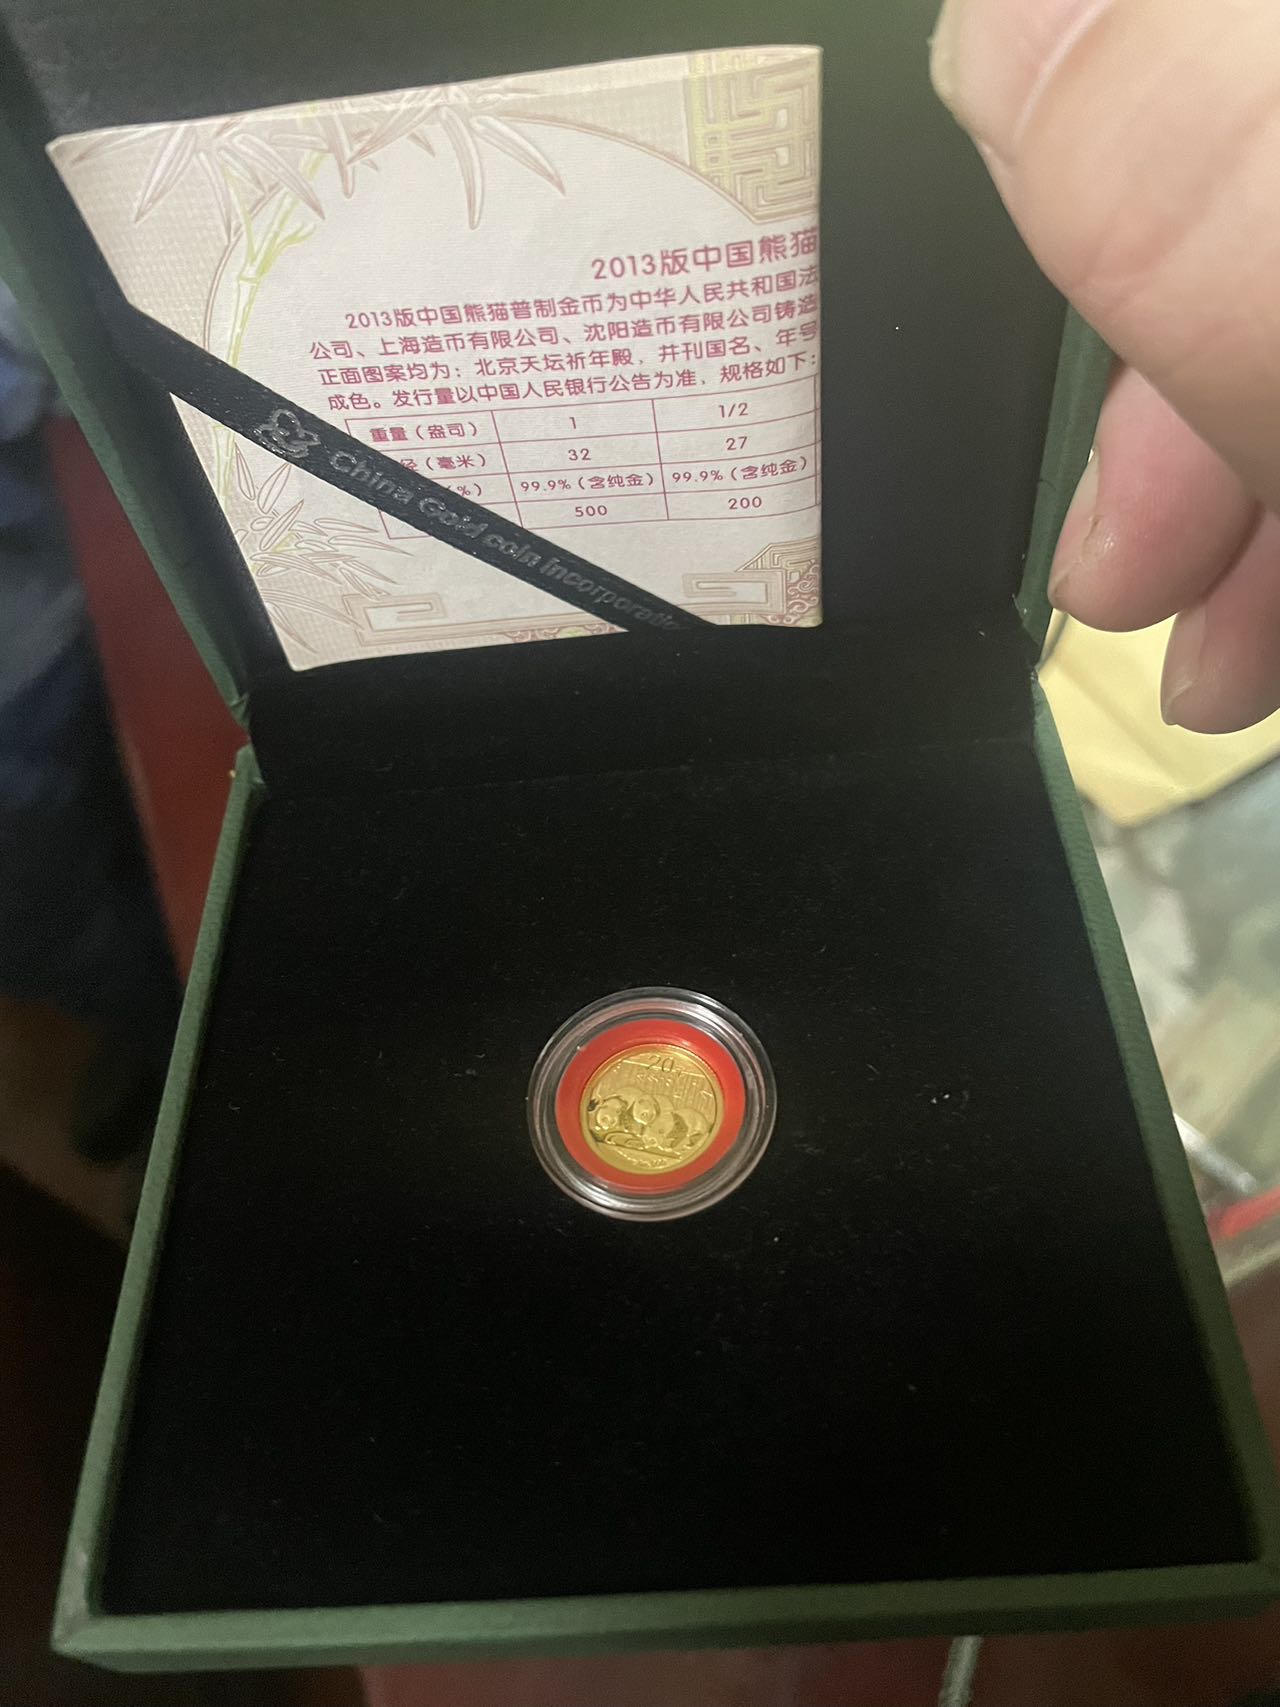 2013版中国熊猫
2013版中国熊猫普制金币为中华人民共和国法
公司、上海造币有限公司、沈阳造币有限公司铸造
正面图案均为：北京天坛祈年殿，并刊国名、年号
成色。发行量以中国人民银行公告为准，规格如下：
重量（盎司） 1 1/2
径（毫米） 32 27
%） 99.9%（含纯金） 99.9%（含纯金）
500 200
China Gold coin incorporatio
20